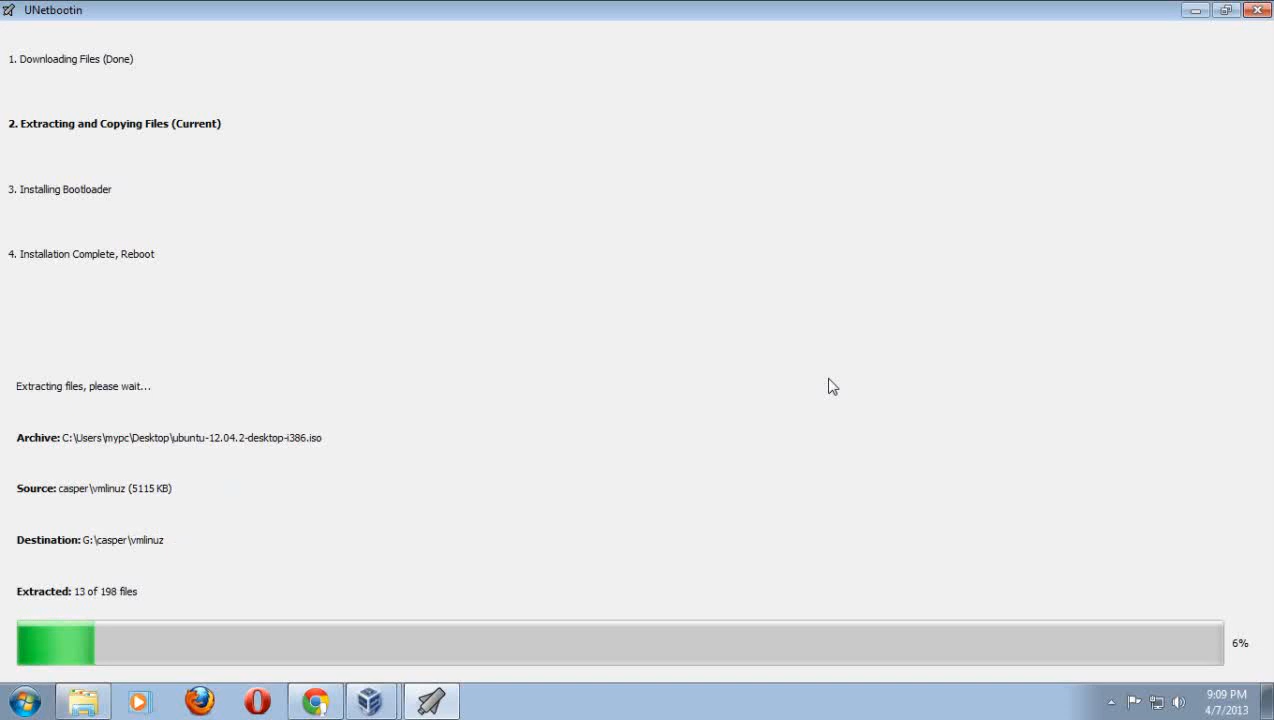 UNetbootin
1. Downloading Files (Done)
2. Extracting and Copying Files (Current)
3. Installing Bootloader
4. Installation Complete, Reboot
Extracting files, please wait...
Archive: C:\Users\mypc\Desktop\ubuntu-12.04.2-desktop-i386.iso
Source: casper\vmlinuz (5115 KB)
Destination: G:\casper\vmlinuz
Extracted: 13 of 198 files
6%
9:09 PM
4/7/2013